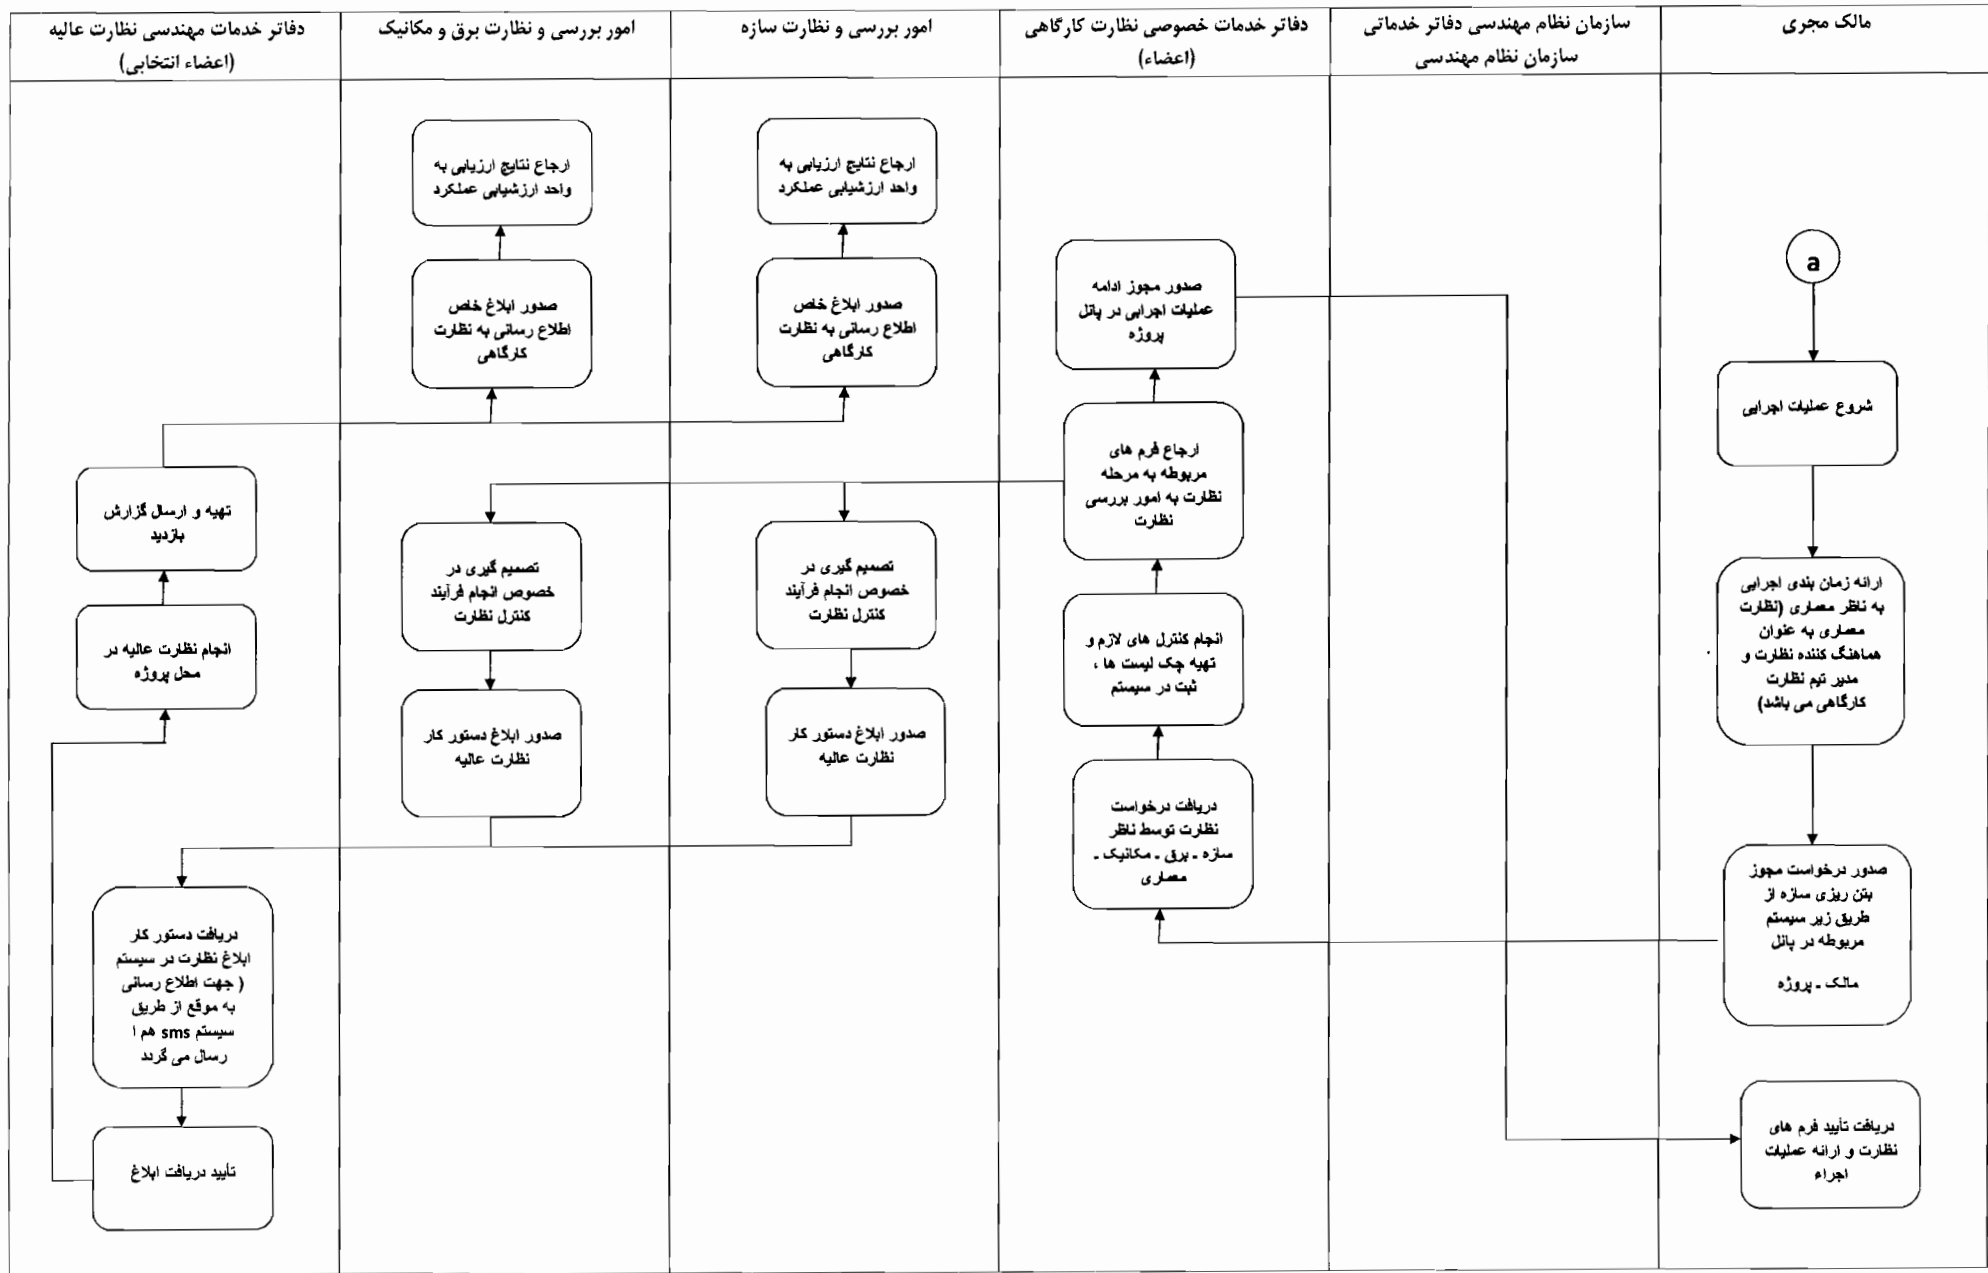 مالک مجری
سازمان نظام مهندسی دفاتر خدماتی
سازمان نظام مهندسی
دفاتر خدمات خصوصی نظارت کارگاهی
(اعضاء)
امور بررسی و نظارت سازه
امور بررسی و نظارت برق و مکانیک
دفاتر خدمات مهندسی نظارت عالیه
(اعضاء انتخابی)
a
شروع عملیات اجرایی
ارائه زمان بندی اجرایی
به ناظر معماری (نظارت
معماری به عنوان
هماهنگ کننده نظارت و
مدیر تیم نظارت
کارگاهی می باشد)
صدور درخواست مجوز
بتن ریزی سازه از
طریق زیر سیستم
مربوطه در پانل
مالک - پروژه
دریافت تأیید فرم های
نظارت و ارائه عملیات
اجراء
صدور مجوز ادامه
عملیات اجرایی در پانل
پروژه
ارجاع فرم های
مربوطه به مرحله
نظارت به امور بررسی
نظارت
انجام کنترل های لازم و
تهیه چک لیست ها ،
ثبت در سیستم
دریافت درخواست
نظارت توسط ناظر
سازه - برق - مکانیک -
معماری
ارجاع نتایج ارزیابی به
واحد ارزشیابی عملکرد
صدور ابلاغ خاص
اطلاع رسانی به نظارت
کارگاهی
تصمیم گیری در
خصوص انجام فرآیند
کنترل نظارت
صدور ابلاغ دستور کار
نظارت عالیه
ارجاع نتایج ارزیابی به
واحد ارزشیابی عملکرد
صدور ابلاغ خاص
اطلاع رسانی به نظارت
کارگاهی
تصمیم گیری در
خصوص انجام فرآیند
کنترل نظارت
صدور ابلاغ دستور کار
نظارت عالیه
تهیه و ارسال گزارش
بازدید
انجام نظارت عالیه در
محل پروژه
دریافت دستور کار
ابلاغ نظارت در سیستم
( جهت اطلاع رسانی
به موقع از طریق
سیستم sms هم ا
رسال می گردد
تأیید دریافت ابلاغ